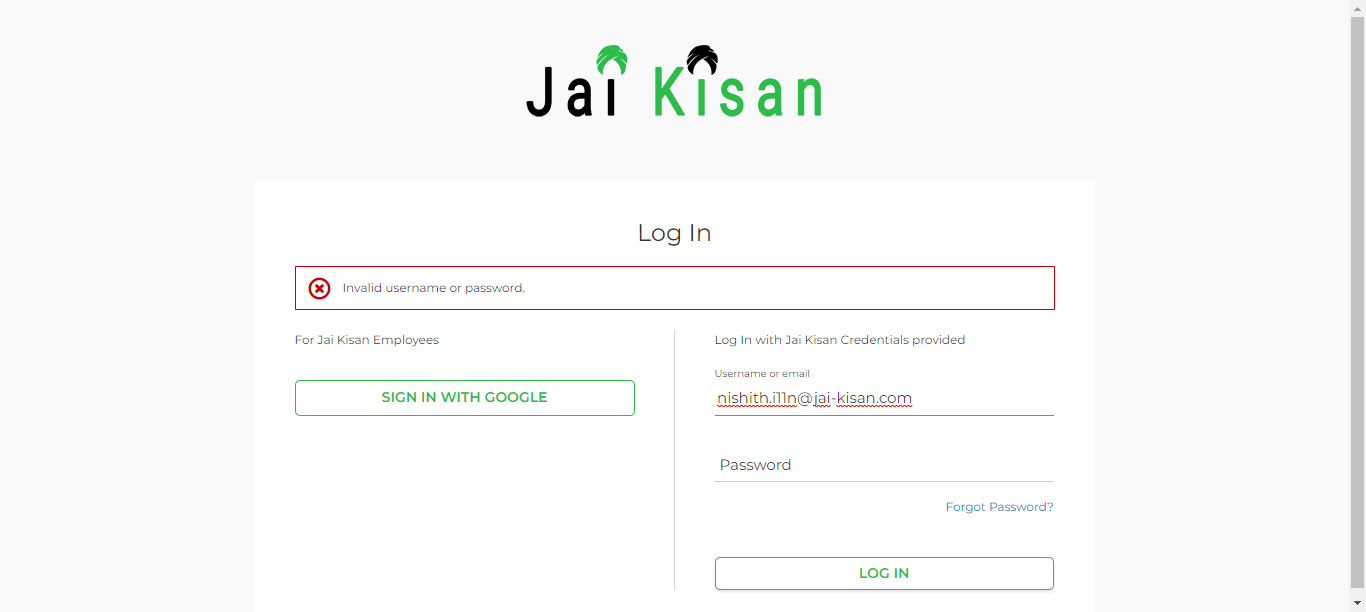 Jai Kisan
Log In
Invalid username or password.
For Jai Kisan Employees
SIGN IN WITH GOOGLE
Log In with Jai Kisan Credentials provided
Username or email
nishith.i11n@jai-kisan.com
Password
Forgot Password?
LOG IN